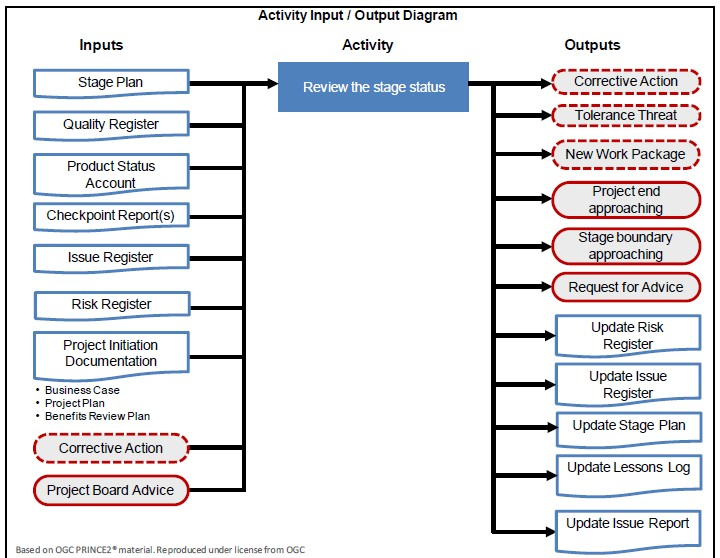 Activity Input / Output Diagram
Inputs
Activity
Outputs
Stage Plan
Quality Register
Product Status
Account
Checkpoint Report(s)
Issue Register
Risk Register
Project Initiation
Documentation
• Business Case
• Project Plan
• Benefits Review Plan
Corrective Action
Project Board Advice
Review the stage status
Corrective Action
Tolerance Threat
New Work Package
Project end
approaching
Stage boundary
approaching
Request for Advice
Update Risk
Register
Update Issue
Register
Update Stage Plan
Update Lessons Log
Update Issue Report
Based on OGC PRINCE2® material. Reproduced under license from OGC